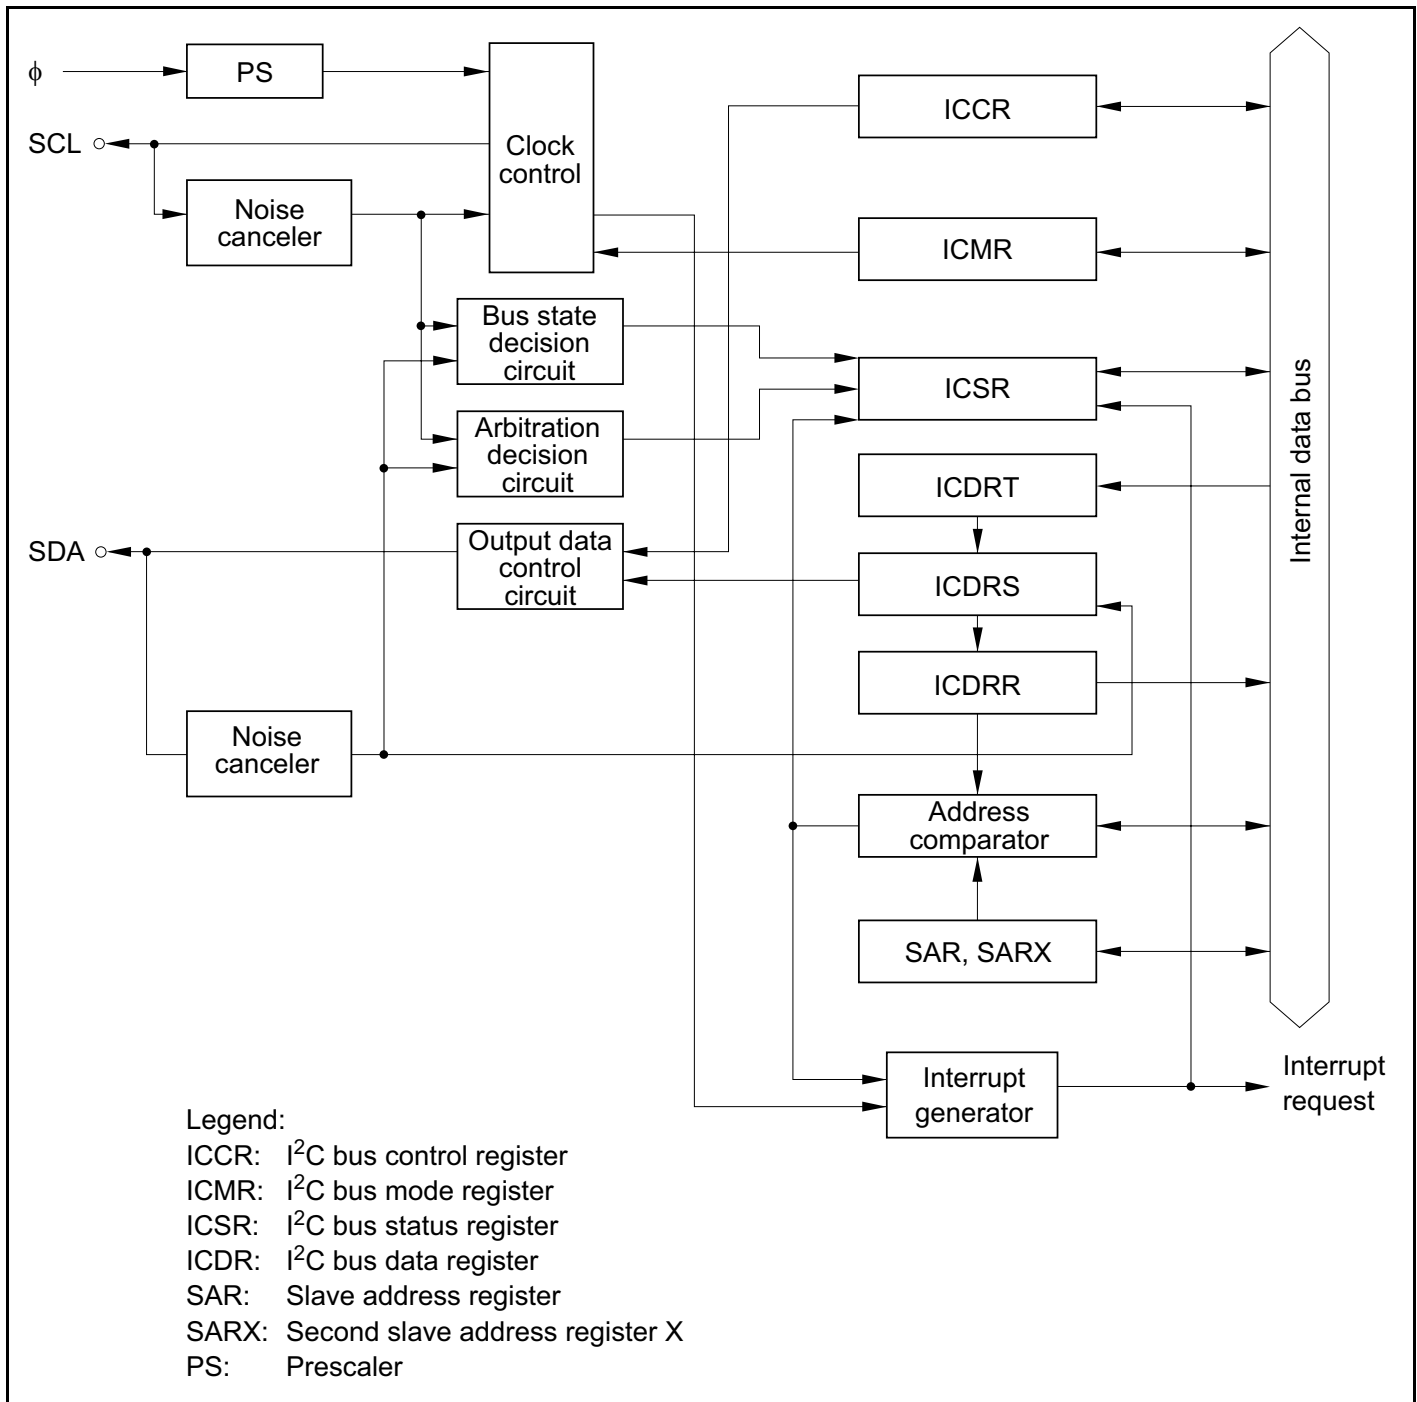 ϕ
PS
SCL
Clock
control
Noise
canceler
ICCR
ICMR
Bus state
decision
circuit
ICSR
Arbitration
decision
circuit
ICDRT
SDA
Output data
control
circuit
ICDRS
ICDRR
Noise
canceler
Address
comparator
SAR, SARX
Internal data bus
Interrupt
generator
Interrupt
request
Legend:
ICCR: I²C bus control register
ICMR: I²C bus mode register
ICSR: I²C bus status register
ICDR: I²C bus data register
SAR: Slave address register
SARX: Second slave address register X
PS: Prescaler